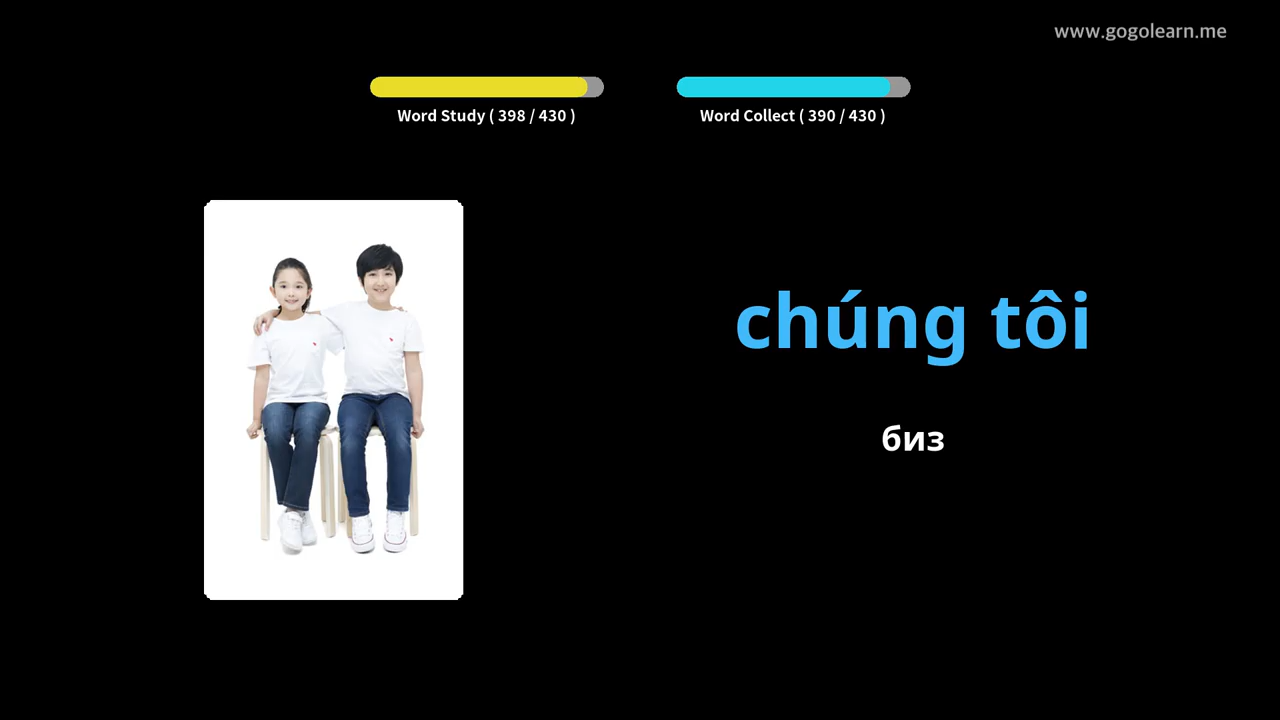 www.gogolearn.me
Word Study ( 398 / 430 )
Word Collect ( 390 / 430 )
chúng tôi
биз